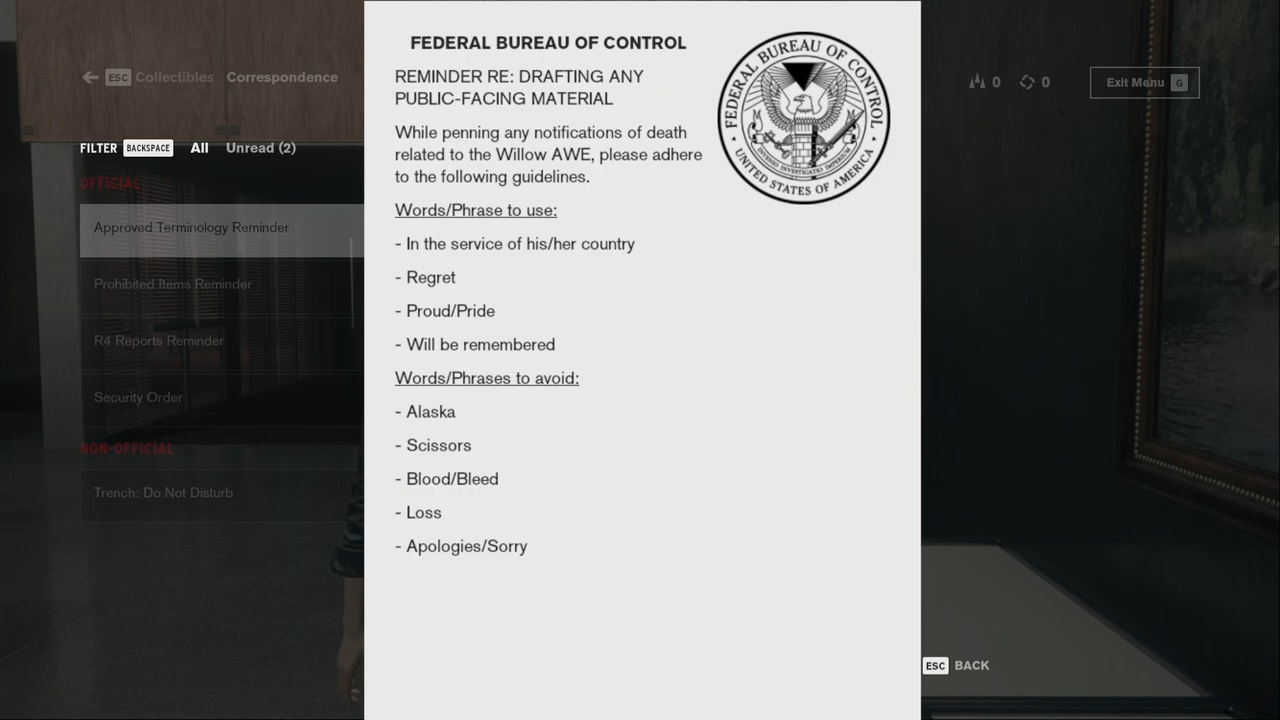 FEDERAL BUREAU OF CONTROL
REMINDER RE: DRAFTING ANY
PUBLIC-FACING MATERIAL
While penning any notifications of death
related to the Willow AWE, please adhere
to the following guidelines.
Words/Phrase to use:
- In the service of his/her country
- Regret
- Proud/Pride
- Will be remembered
Words/Phrases to avoid:
- Alaska
- Scissors
- Blood/Bleed
- Loss
- Apologies/Sorry
FEDERAL BUREAU OF CONTROL
UNITED STATES OF AMERICA
ESC Collectibles Correspondence
0 0
Exit Menu G
FILTER BACKSPACE All Unread (2)
OFFICIAL
Approved Terminology Reminder
Prohibited Items Reminder
R4 Reports Reminder
Security Order
NON-OFFICIAL
Trench: Do Not Disturb
ESC BACK